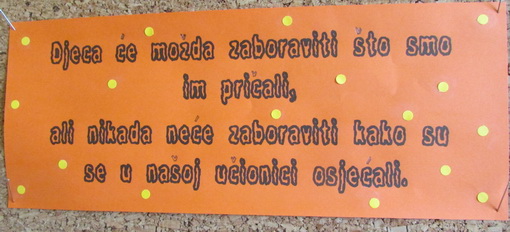 Djeca će možda zaboraviti što smo
im pričali,
ali nikada neće zaboraviti kako su
se u našoj učionici osjećali.